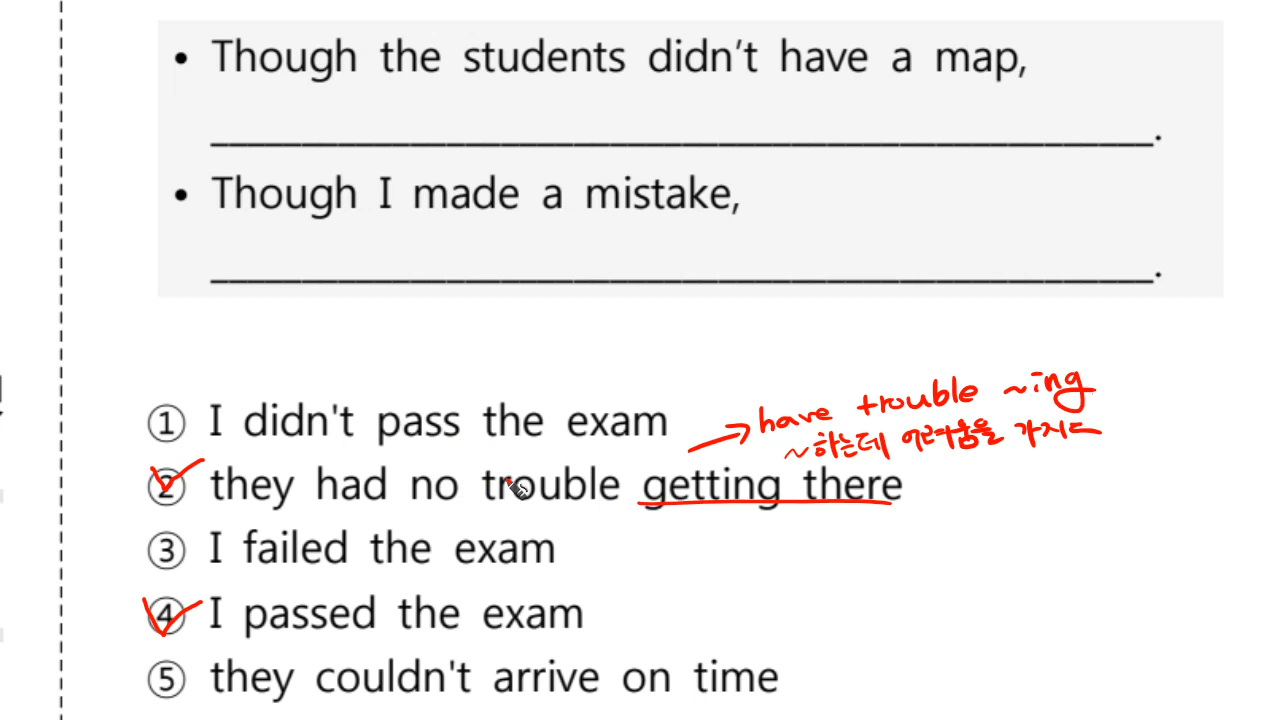 • Though the students didn't have a map,
__________________________________________.
• Though I made a mistake,
__________________________________________.
① I didn't pass the exam
→ have trouble ~ing
~하는데 어려움을 가지다
② they had no trouble getting there
③ I failed the exam
④ I passed the exam
⑤ they couldn't arrive on time